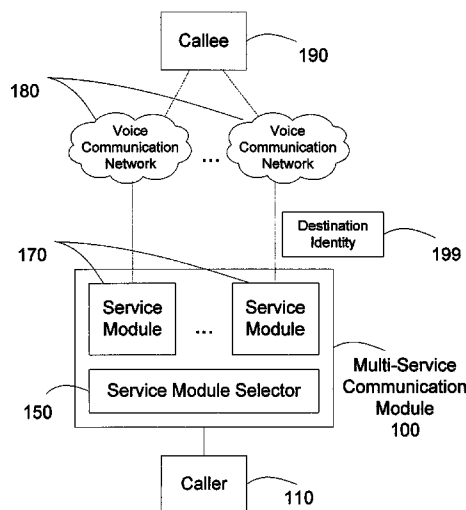 Callee
190
180
Voice
Communication
Network
...
Voice
Communication
Network
Destination
Identity
199
170
Service
Module
...
Service
Module
Multi-Service
Communication
Module
100
150
Service Module Selector
Caller
110